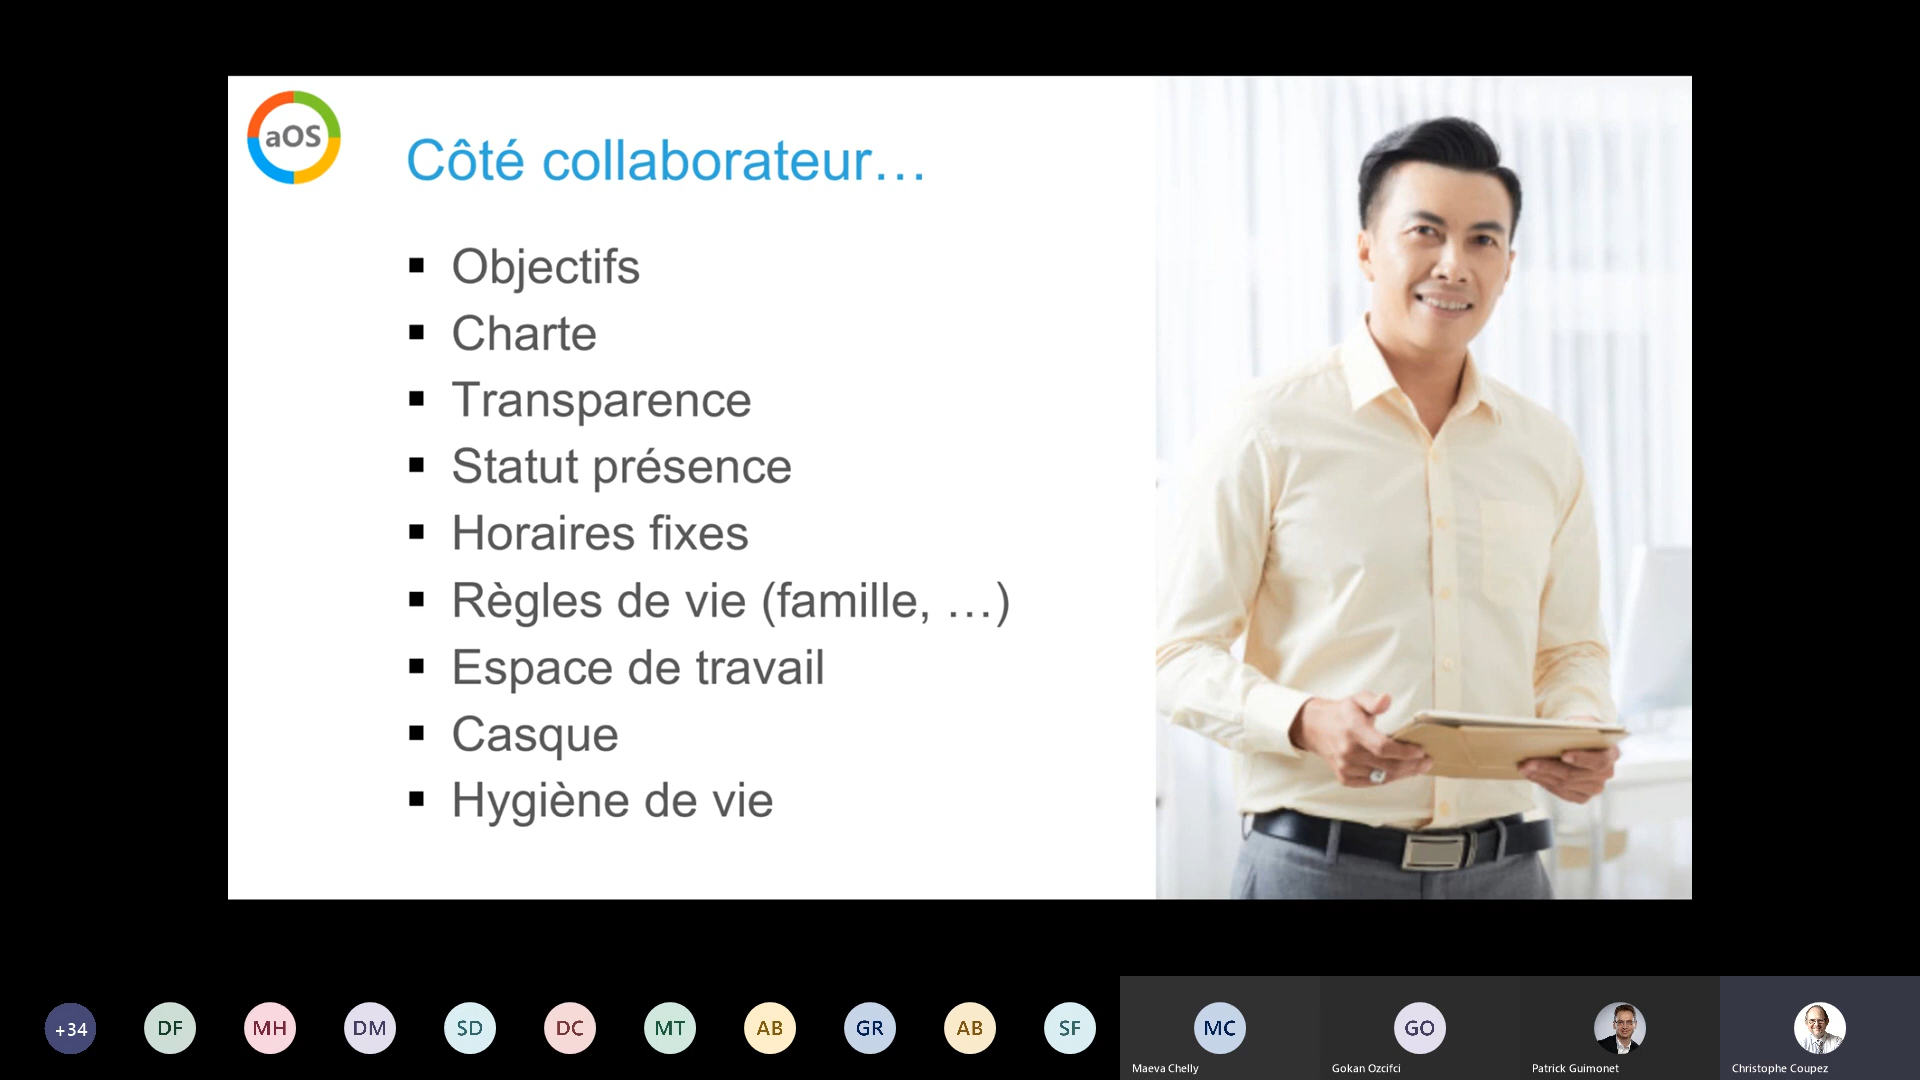 aOS
Côté collaborateur…
▪ Objectifs
▪ Charte
▪ Transparence
▪ Statut présence
▪ Horaires fixes
▪ Règles de vie (famille, …)
▪ Espace de travail
▪ Casque
▪ Hygiène de vie
+34 DF MH DM SD DC MT AB GR AB SF MC GO
Maeva Chelly Gokan Ozcifci Patrick Guimonet Christophe Coupez